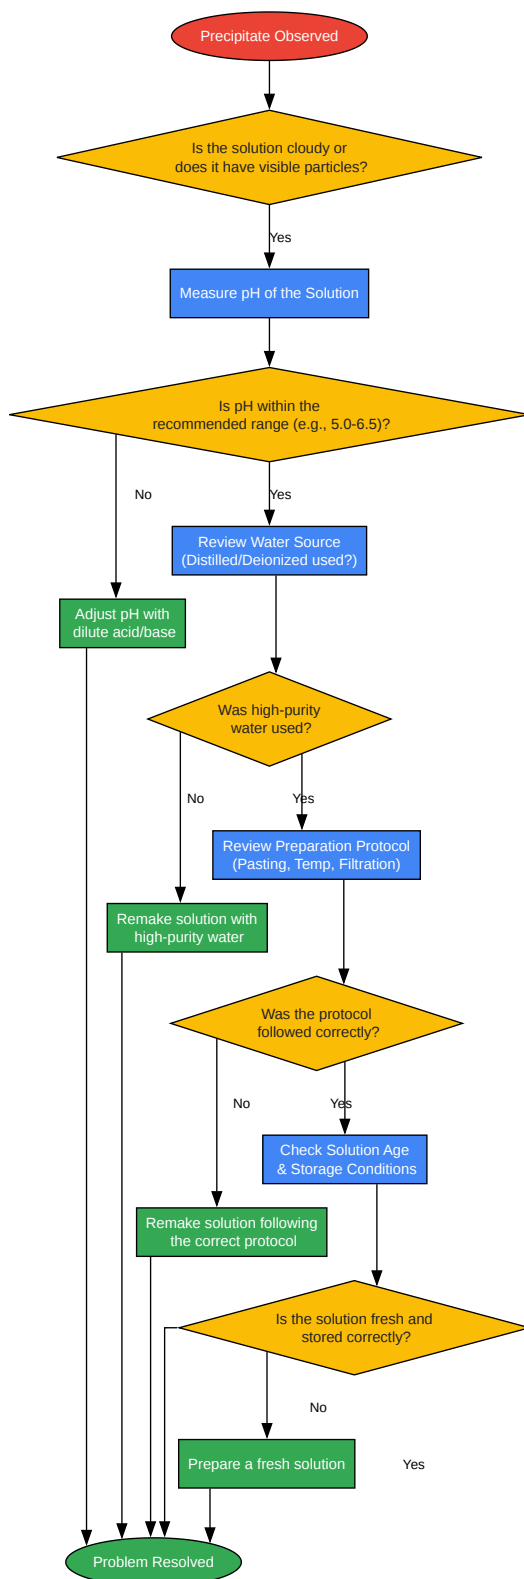 Precipitate Observed
Is the solution cloudy or
does it have visible particles?
Yes
Measure pH of the Solution
Is pH within the
recommended range (e.g., 5.0-6.5)?
No
Yes
Review Water Source
(Distilled/Deionized used?)
Adjust pH with
dilute acid/base
Was high-purity
water used?
No
Yes
Review Preparation Protocol
(Pasting, Temp, Filtration)
Remake solution with
high-purity water
Was the protocol
followed correctly?
No
Yes
Check Solution Age
& Storage Conditions
Remake solution following
the correct protocol
Is the solution fresh and
stored correctly?
No
Prepare a fresh solution
Yes
Problem Resolved